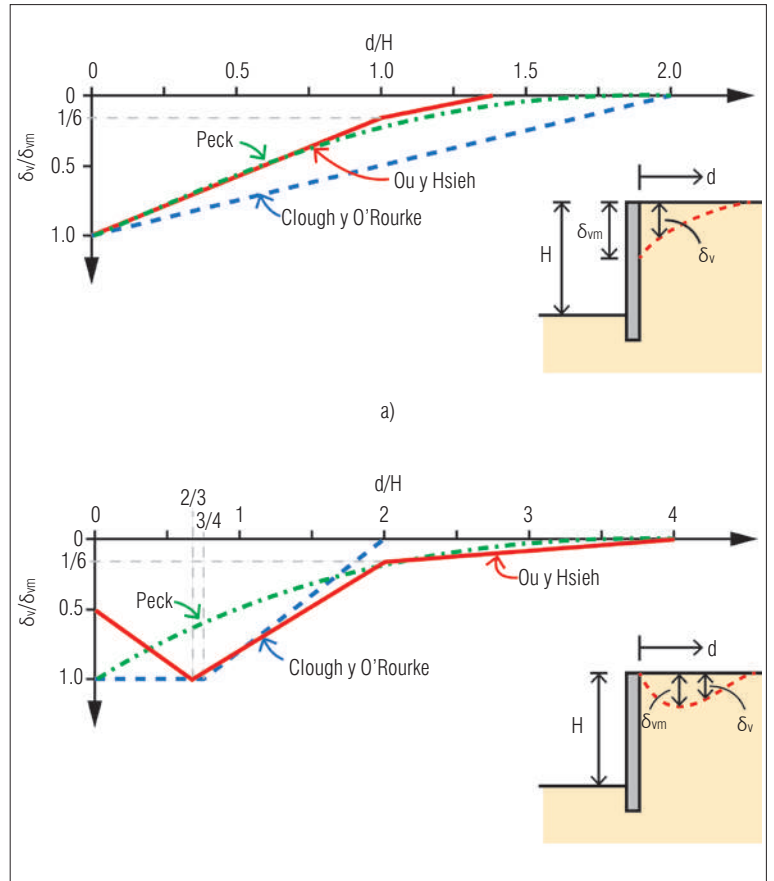 d/H
0 0.5 1.0 1.5 2.0
0
1/6
0.5
1.0
δv/δvm
Peck
Ou y Hsieh
Clough y O'Rourke
d
H
δvm
δv
a)
d/H
2/3
3/4
0 1 2 3 4
0
1/6
0.5
1.0
δv/δvm
Peck
Ou y Hsieh
Clough y O'Rourke
d
H
δvm
δv